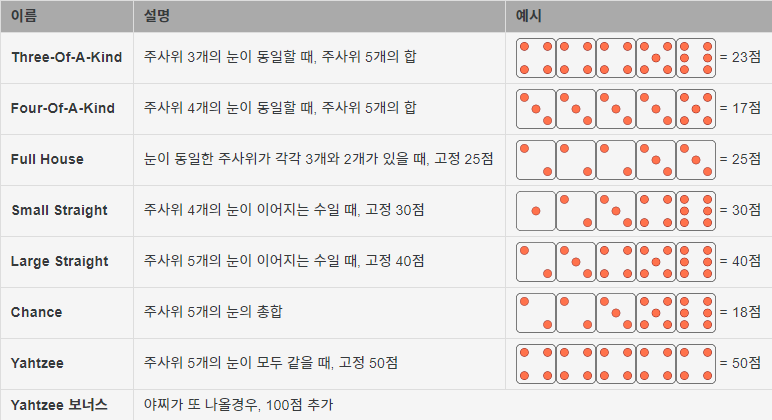 이름 설명 예시
Three-Of-A-Kind 주사위 3개의 눈이 동일할 때, 주사위 5개의 합 = 23점
Four-Of-A-Kind 주사위 4개의 눈이 동일할 때, 주사위 5개의 합 = 17점
Full House 눈이 동일한 주사위가 각각 3개와 2개가 있을 때, 고정 25점 = 25점
Small Straight 주사위 4개의 눈이 이어지는 수일 때, 고정 30점 = 30점
Large Straight 주사위 5개의 눈이 이어지는 수일 때, 고정 40점 = 40점
Chance 주사위 5개의 눈의 총합 = 18점
Yahtzee 주사위 5개의 눈이 모두 같을 때, 고정 50점 = 50점
Yahtzee 보너스 야찌가 또 나올경우, 100점 추가